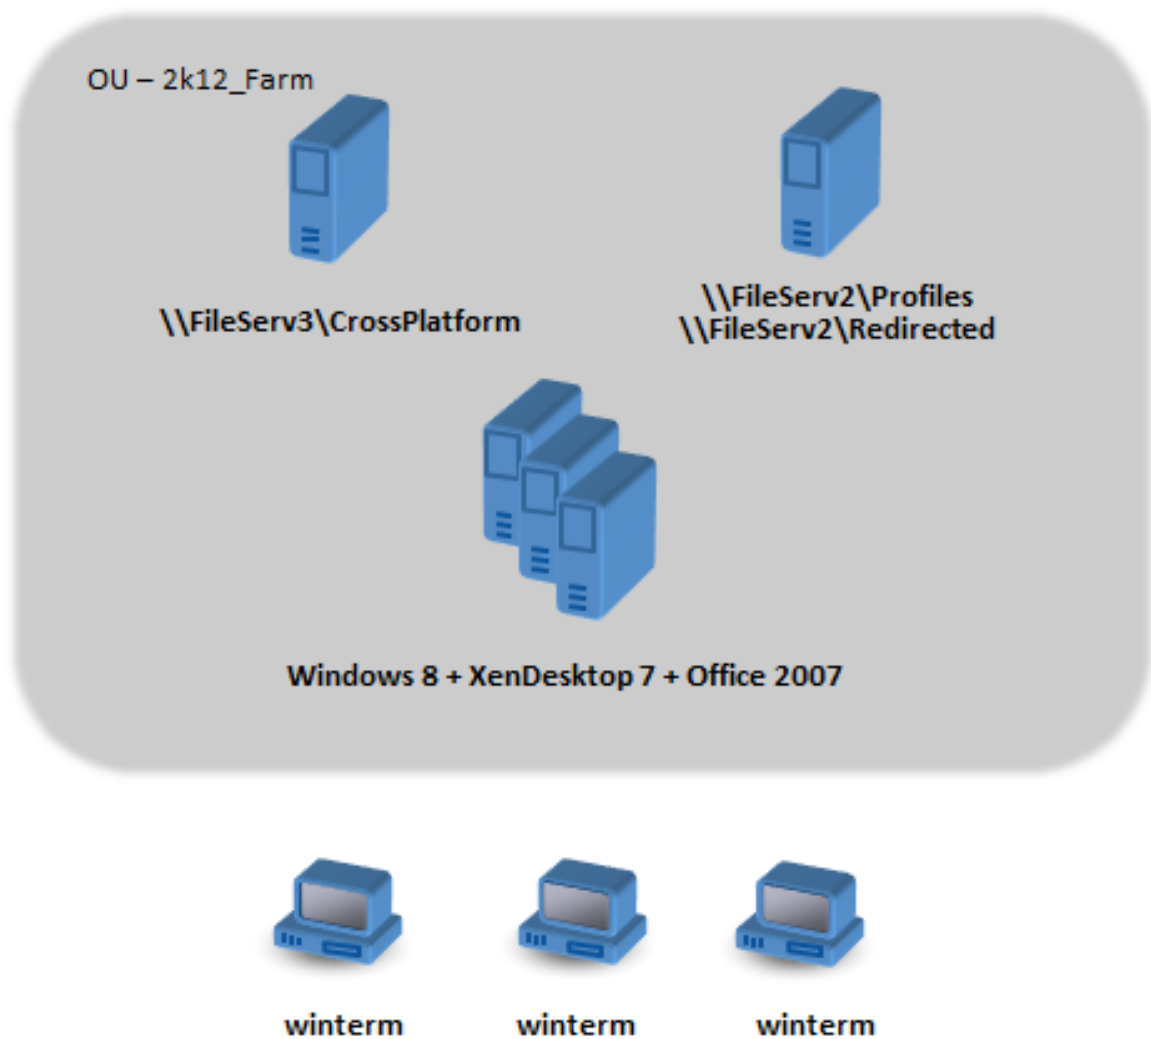 OU – 2k12_Farm
\\FileServ3\CrossPlatform
\\FileServ2\Profiles
\\FileServ2\Redirected
Windows 8 + XenDesktop 7 + Office 2007
winterm
winterm
winterm